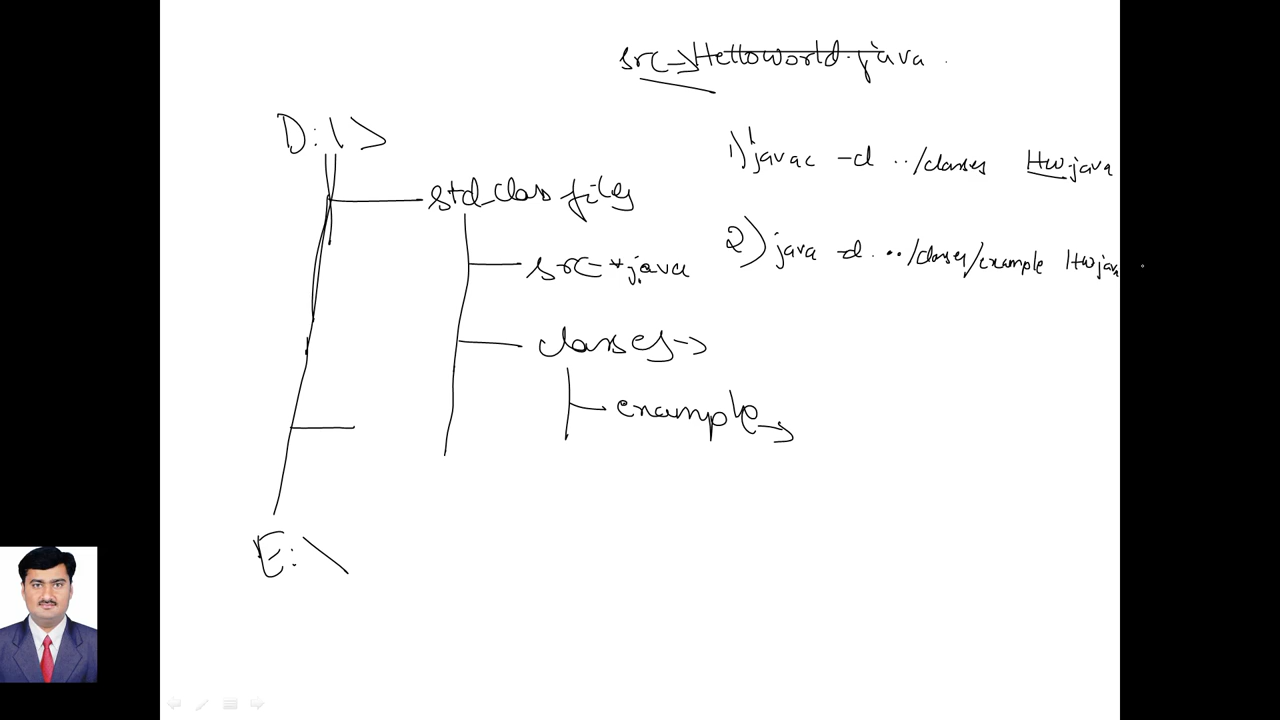 src → HelloWorld.java
D:\>
1) javac -d ../classes Hw.java
std_class files
2) java -d ../classes/example Hw java
src *.java
classes →
example →
E:\